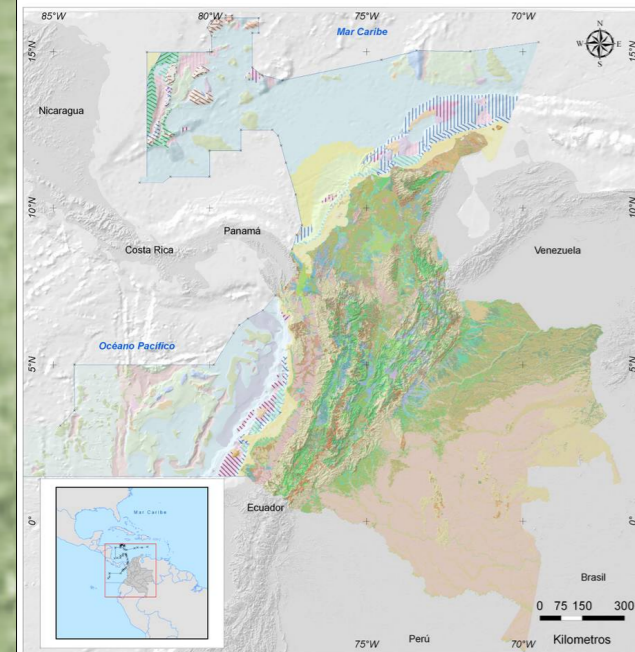 85°W 80°W 75°W 70°W
15°N 15°N
Mar Caribe
N
W E
S
Nicaragua
10°N 10°N
Panamá
Costa Rica
Venezuela
Océano Pacífico
5°N 5°N
Ecuador
0° 0°
Mar Caribe
Brasil
0 75 150 300
Kilometros
Perú
75°W 70°W